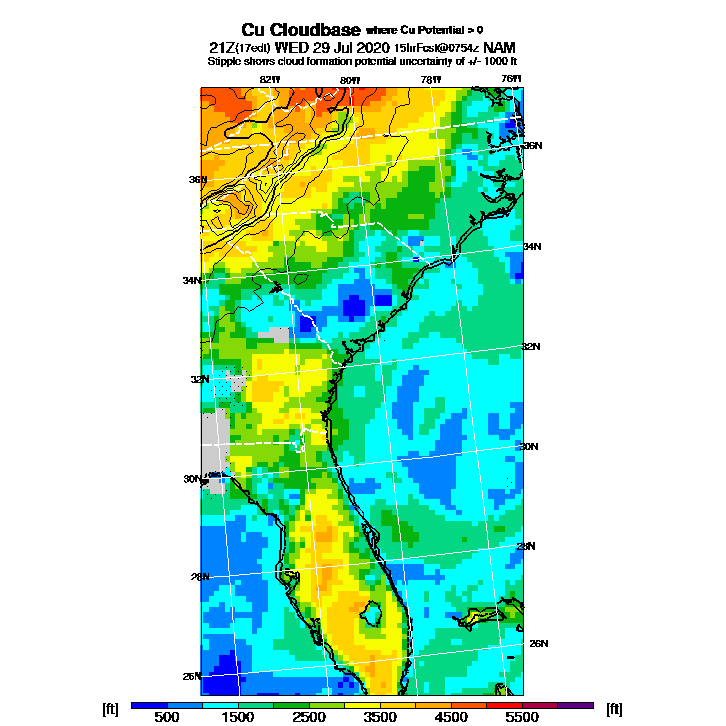 Cu Cloudbase where Cu Potential > 0
21Z(17edt) WED 29 Jul 2020 15hrFcst@0754z NAM
Stipple shows cloud formation potential uncertainty of +/- 1000 ft
82W 80W 78W 76W
36N
36N
34N
34N
32N
32N
30N
30N
28N
28N
26N
26N
[ft] 500 1500 2500 3500 4500 5500 [ft]